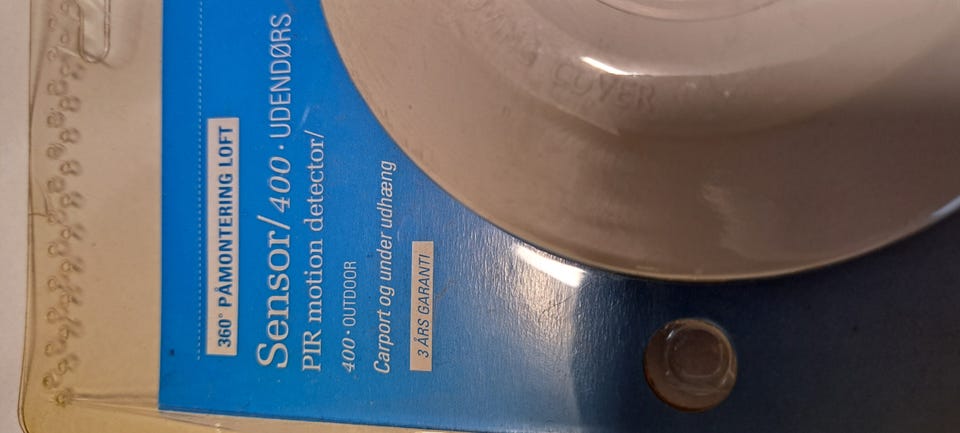 360° PÅMONTERING LOFT
Sensor/400 · UDENDØRS
PIR motion detector/
400 · OUTDOOR
Carport og under udhæng
3 ÅRS GARANTI
COVER